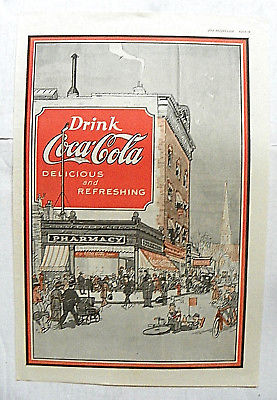 Drink
Coca-Cola
DELICIOUS
and
REFRESHING
PHARMACY